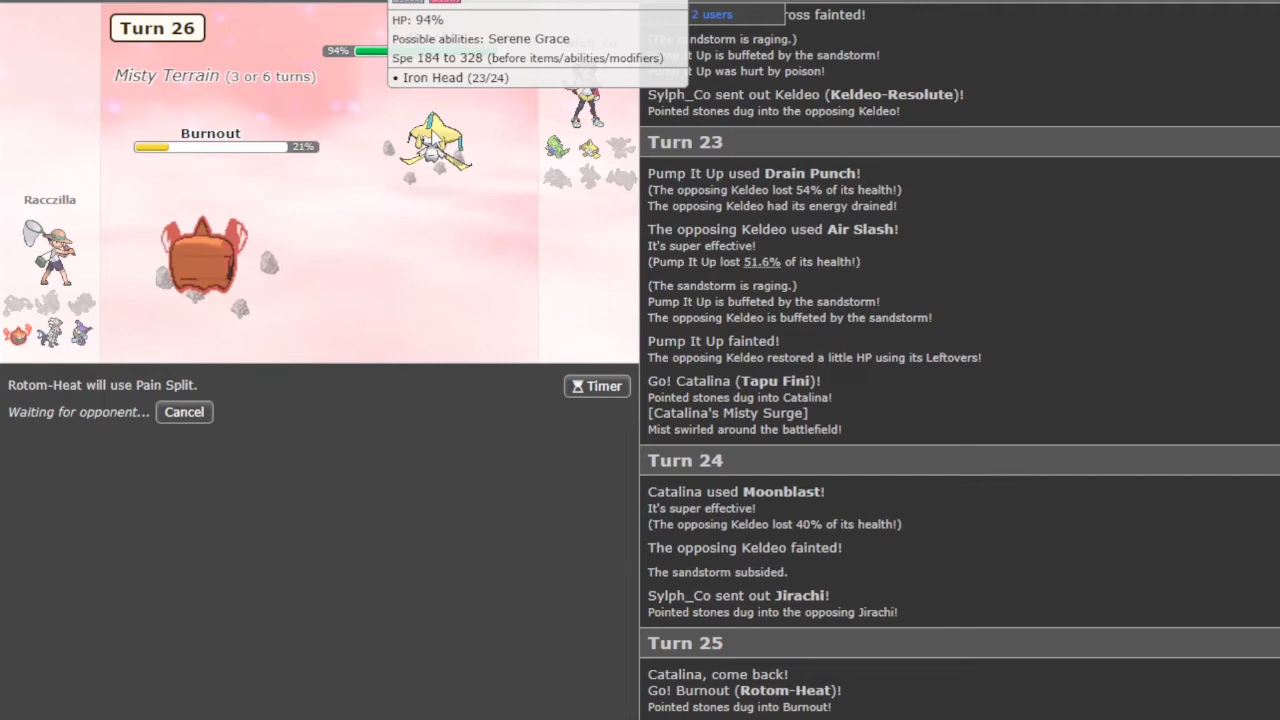 Turn 26
Misty Terrain (3 or 6 turns)
94%
HP: 94%
Possible abilities: Serene Grace
Spe 184 to 328 (before items/abilities/modifiers)
• Iron Head (23/24)
Burnout
21%
Racczilla
Rotom-Heat will use Pain Split.
Timer
Waiting for opponent... Cancel
2 users
ross fainted!
sandstorm is raging.)
It Up is buffeted by the sandstorm!
It Up was hurt by poison!
Sylph_Co sent out Keldeo (Keldeo-Resolute)!
Pointed stones dug into the opposing Keldeo!
Turn 23
Pump It Up used Drain Punch!
(The opposing Keldeo lost 54% of its health!)
The opposing Keldeo had its energy drained!
The opposing Keldeo used Air Slash!
It's super effective!
(Pump It Up lost 51.6% of its health!)
(The sandstorm is raging.)
Pump It Up is buffeted by the sandstorm!
The opposing Keldeo is buffeted by the sandstorm!
Pump It Up fainted!
The opposing Keldeo restored a little HP using its Leftovers!
Go! Catalina (Tapu Fini)!
Pointed stones dug into Catalina!
[Catalina's Misty Surge]
Mist swirled around the battlefield!
Turn 24
Catalina used Moonblast!
It's super effective!
(The opposing Keldeo lost 40% of its health!)
The opposing Keldeo fainted!
The sandstorm subsided.
Sylph_Co sent out Jirachi!
Pointed stones dug into the opposing Jirachi!
Turn 25
Catalina, come back!
Go! Burnout (Rotom-Heat)!
Pointed stones dug into Burnout!